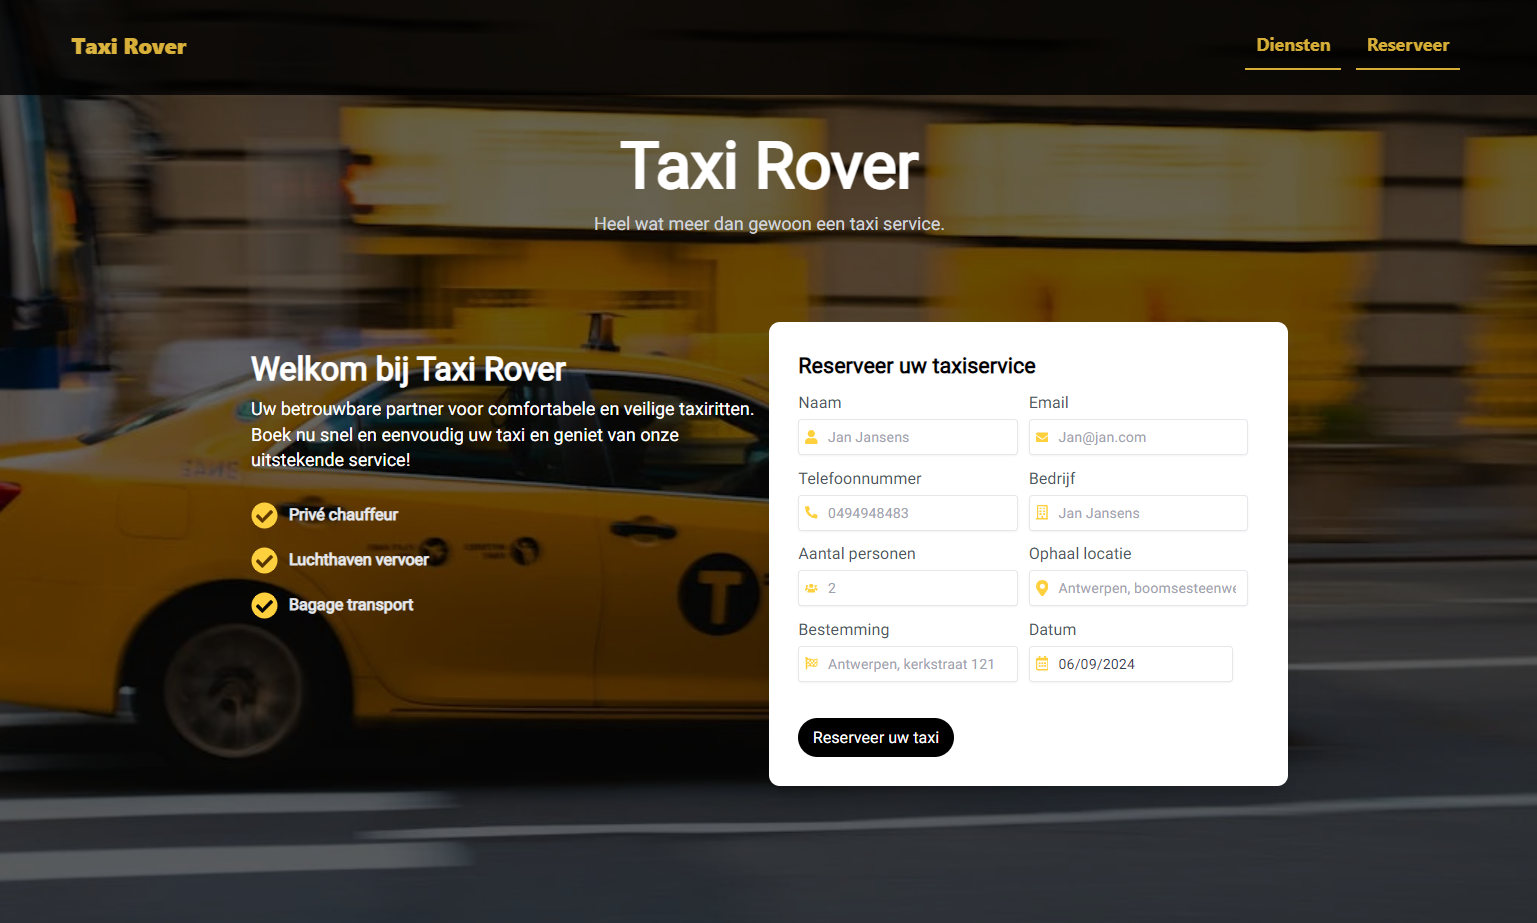 Taxi Rover
Diensten
Reserveer
Taxi Rover
Heel wat meer dan gewoon een taxi service.
Welkom bij Taxi Rover
Uw betrouwbare partner voor comfortabele en veilige taxiritten.
Boek nu snel en eenvoudig uw taxi en geniet van onze
uitstekende service!
Privé chauffeur
Luchthaven vervoer
Bagage transport
Reserveer uw taxiservice
Naam
Email
Jan Jansens
Jan@jan.com
Telefoonnummer
Bedrijf
0494948483
Jan Jansens
Aantal personen
Ophaal locatie
2
Antwerpen, boomsesteenwe
Bestemming
Datum
Antwerpen, kerkstraat 121
06/09/2024
Reserveer uw taxi
T